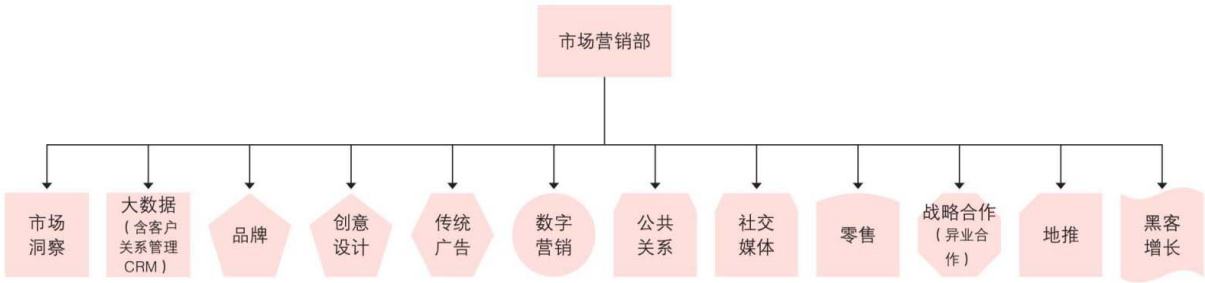 市场营销部
市场
洞察
大数据
（含客户
关系管理
CRM）
品牌
创意
设计
传统
广告
数字
营销
公共
关系
社交
媒体
零售
战略合作
（异业合
作）
地推
黑客
增长